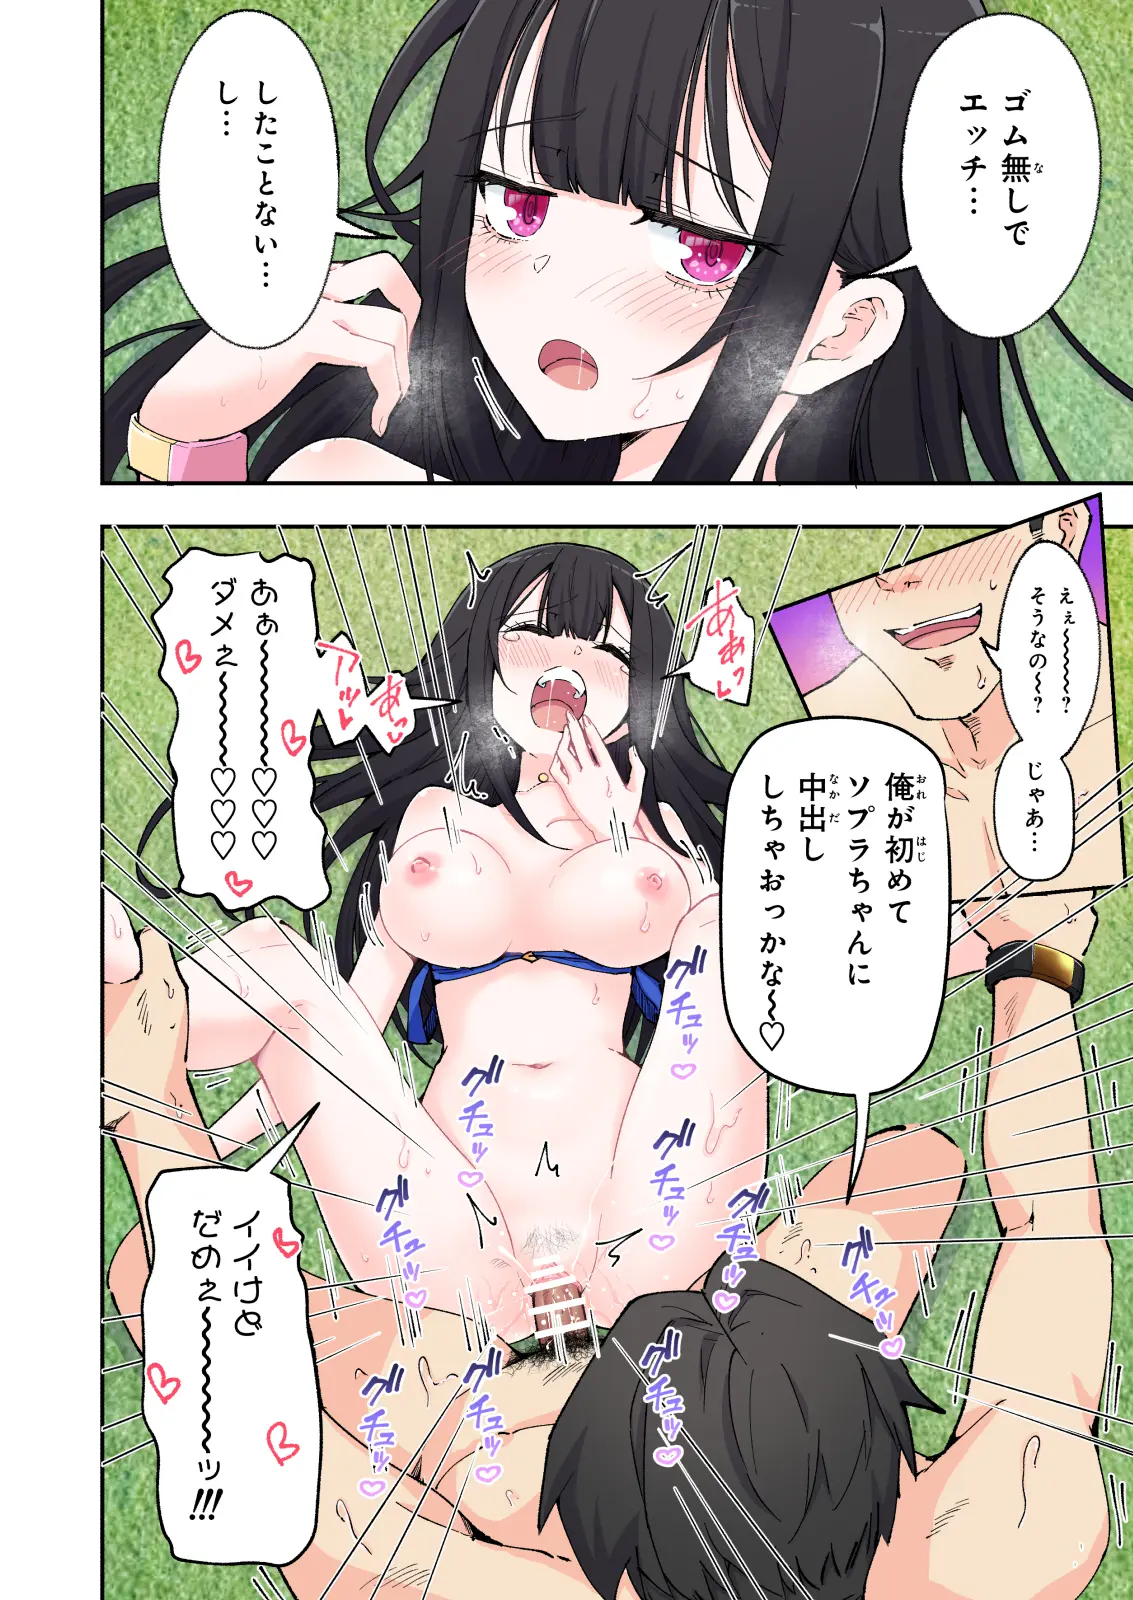 ゴム無しで
エッチ…
したことない…
し…
えぇ～～～～?
そうなの～?
じゃあ…
俺が初めて
ソプラちゃんに
中出し
しちゃおっかな～♡
ああっ
あぁっ
アッ
あぁ～～～～♡♡♡
ダメぇ～～～♡♡♡
グチュッ♡
グチュッ♡
グチュッ♡
グチュッ♡
グチュッ♡
グチュッ♡
グチュッ♡
グチュッ♡
グチュッ♡
イイけど
だめぇ～～～～ッ!!!